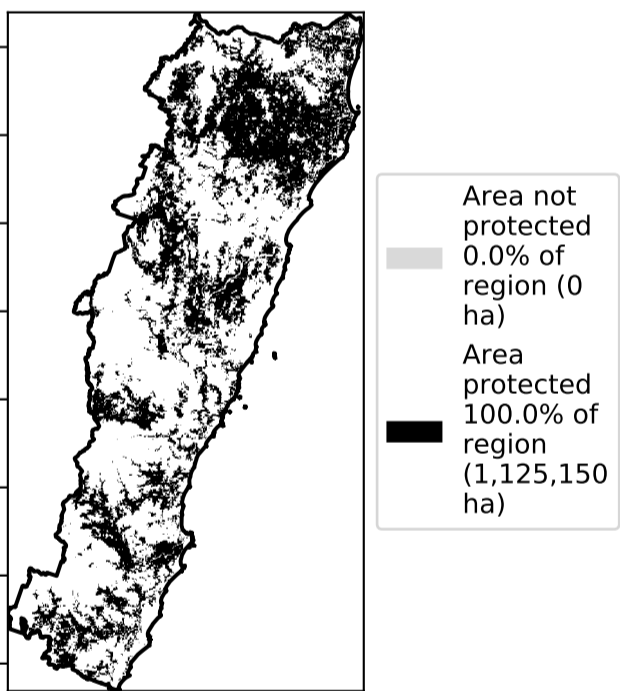 Area not
protected
0.0% of
region (0
ha)
Area
protected
100.0% of
region
(1,125,150
ha)